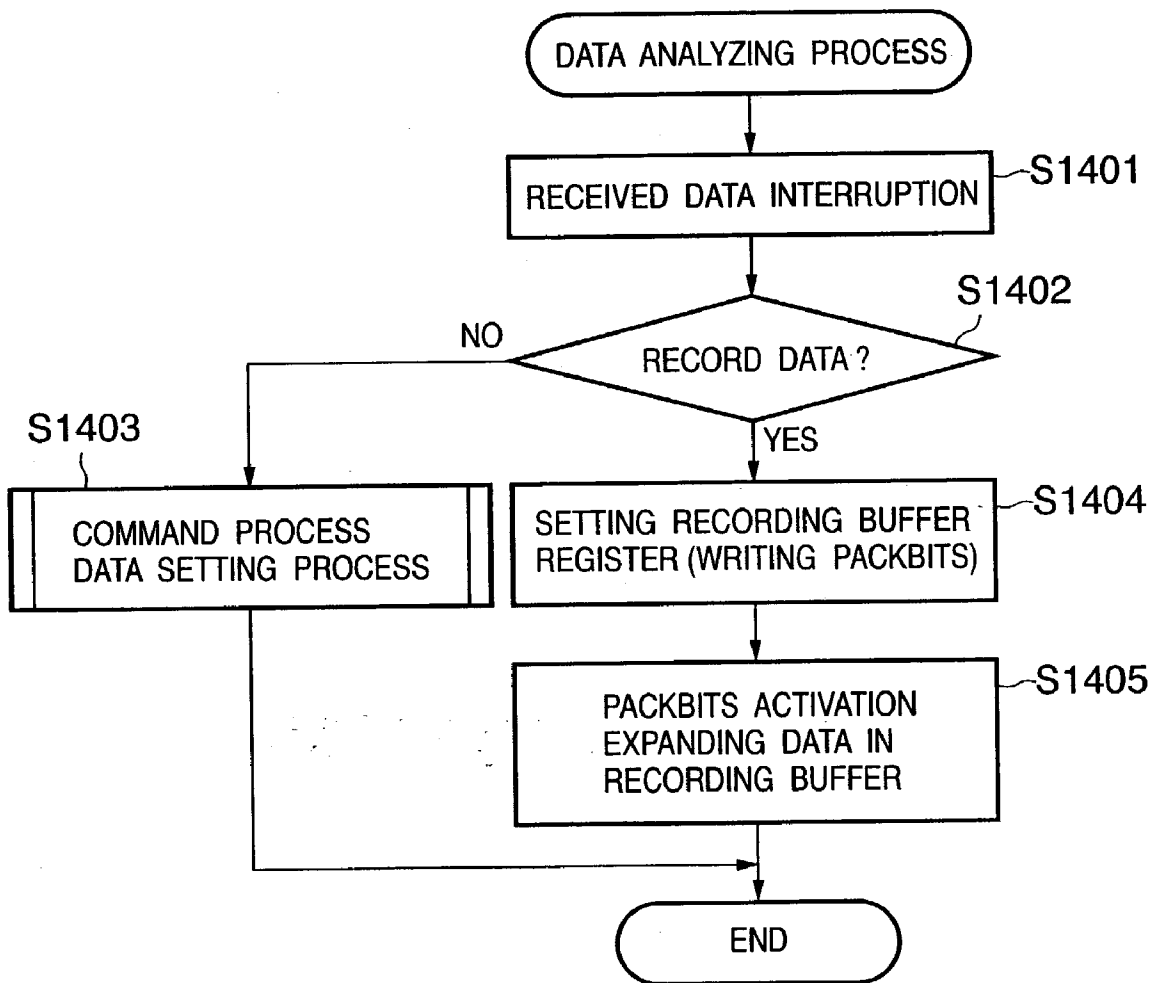 DATA ANALYZING PROCESS
RECEIVED DATA INTERRUPTION
S1401
S1402
RECORD DATA?
NO
YES
S1403
COMMAND PROCESS
DATA SETTING PROCESS
SETTING RECORDING BUFFER
REGISTER (WRITING PACKBITS)
S1404
PACKBITS ACTIVATION
EXPANDING DATA IN
RECORDING BUFFER
S1405
END